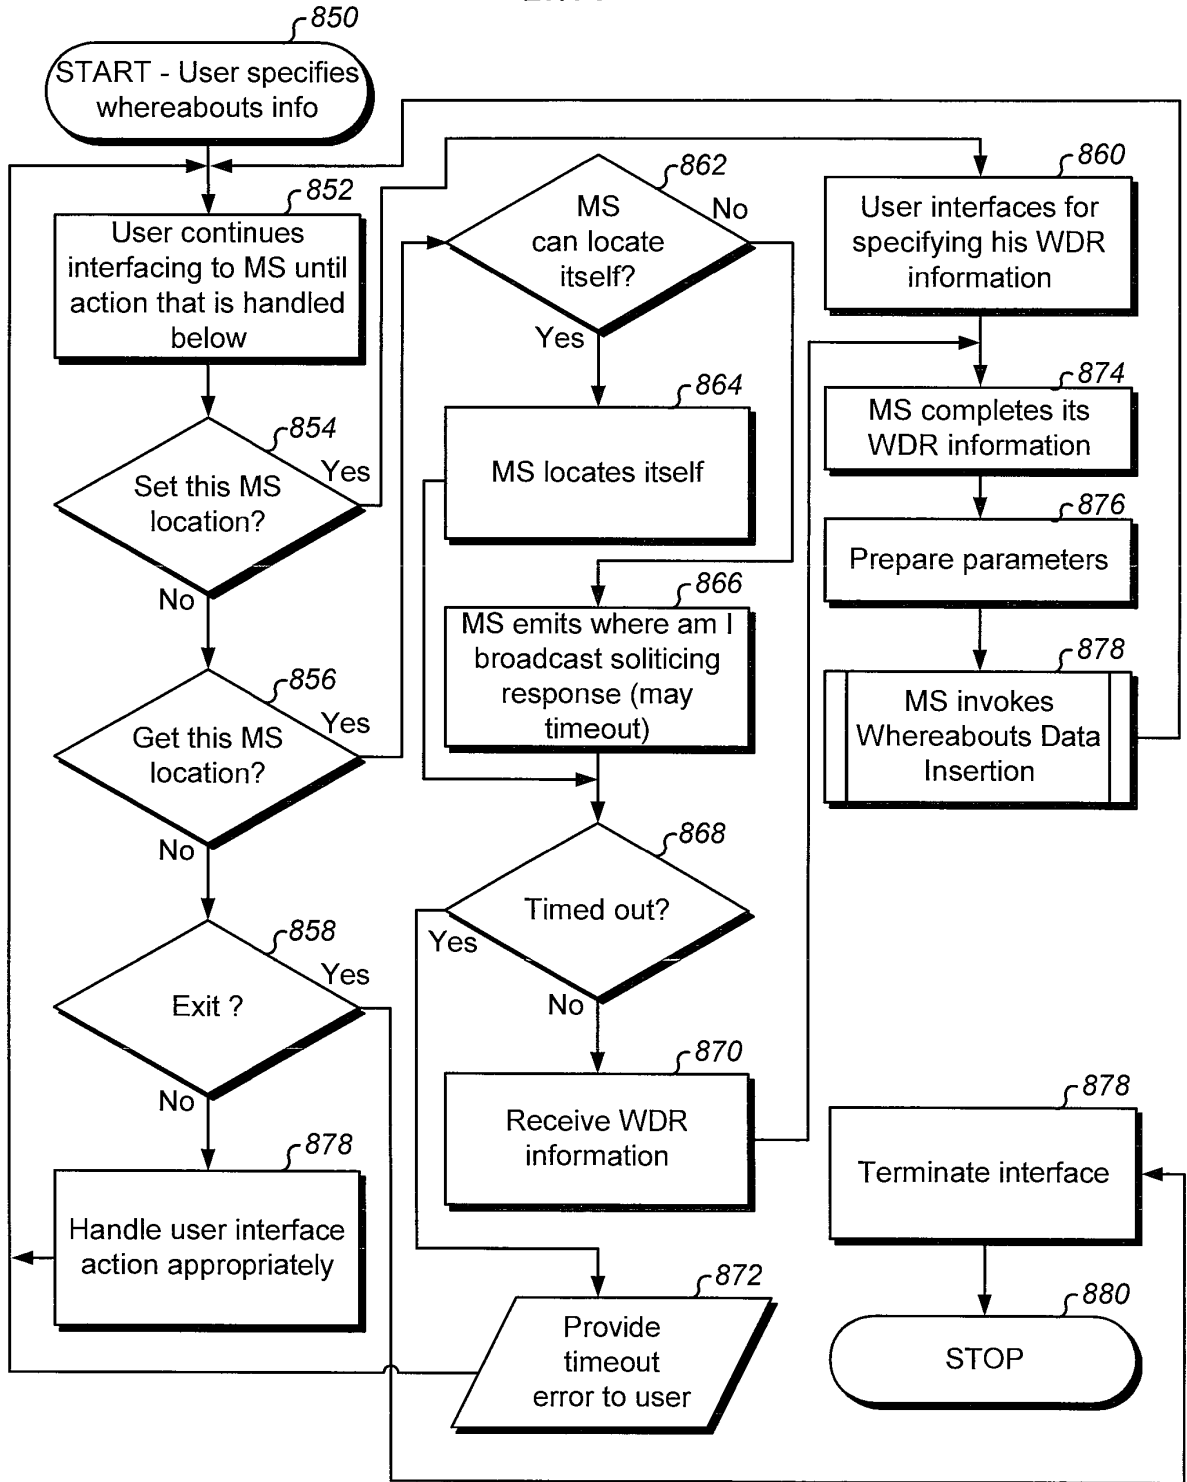 850
START - User specifies
whereabouts info
852
User continues
interfacing to MS until
action that is handled
below
854
Set this MS
location?
Yes
No
856
Get this MS
location?
Yes
No
858
Exit ?
Yes
No
878
Handle user interface
action appropriately
862
MS
can locate
itself?
No
Yes
864
MS locates itself
866
MS emits where am I
broadcast soliticing
response (may
timeout)
868
Timed out?
Yes
No
870
Receive WDR
information
872
Provide
timeout
error to user
860
User interfaces for
specifying his WDR
information
874
MS completes its
WDR information
876
Prepare parameters
878
MS invokes
Whereabouts Data
Insertion
878
Terminate interface
880
STOP